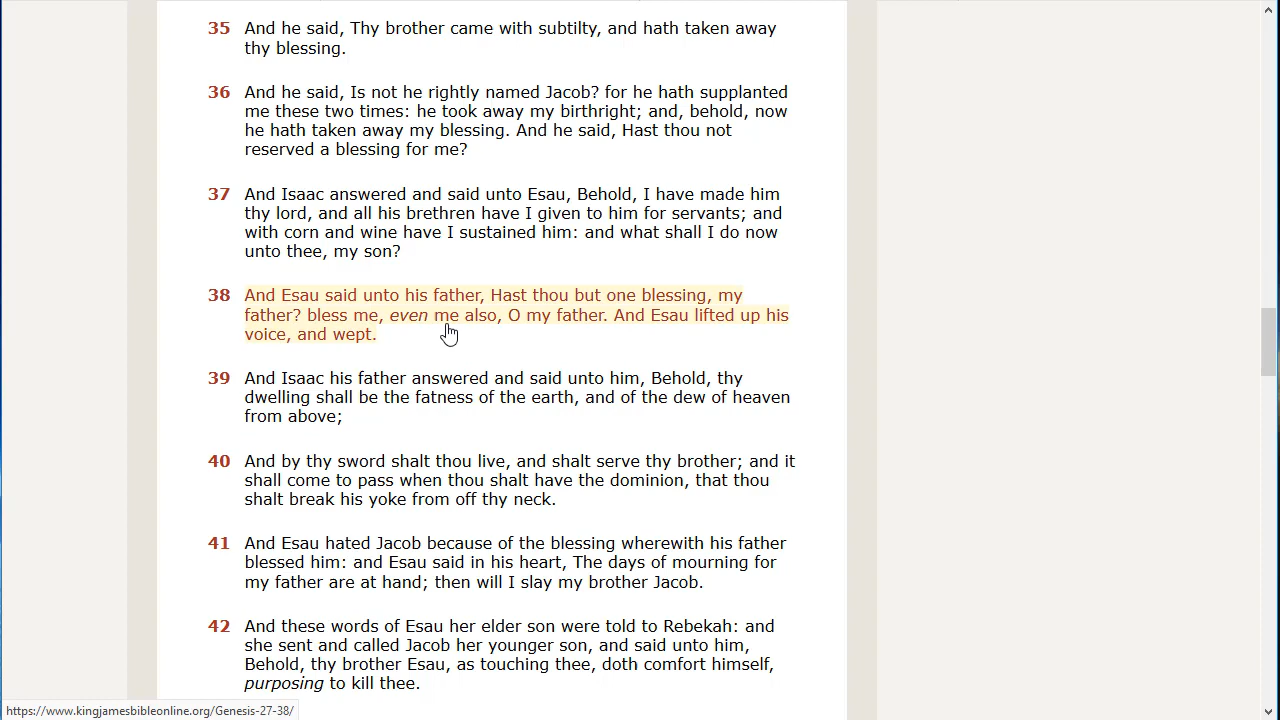 35 And he said, Thy brother came with subtilty, and hath taken away
thy blessing.
36 And he said, Is not he rightly named Jacob? for he hath supplanted
me these two times: he took away my birthright; and, behold, now
he hath taken away my blessing. And he said, Hast thou not
reserved a blessing for me?
37 And Isaac answered and said unto Esau, Behold, I have made him
thy lord, and all his brethren have I given to him for servants; and
with corn and wine have I sustained him: and what shall I do now
unto thee, my son?
38 And Esau said unto his father, Hast thou but one blessing, my
father? bless me, even me also, O my father. And Esau lifted up his
voice, and wept.
39 And Isaac his father answered and said unto him, Behold, thy
dwelling shall be the fatness of the earth, and of the dew of heaven
from above;
40 And by thy sword shalt thou live, and shalt serve thy brother; and it
shall come to pass when thou shalt have the dominion, that thou
shalt break his yoke from off thy neck.
41 And Esau hated Jacob because of the blessing wherewith his father
blessed him: and Esau said in his heart, The days of mourning for
my father are at hand; then will I slay my brother Jacob.
42 And these words of Esau her elder son were told to Rebekah: and
she sent and called Jacob her younger son, and said unto him,
Behold, thy brother Esau, as touching thee, doth comfort himself,
purposing to kill thee.
https://www.kingjamesbibleonline.org/Genesis-27-38/